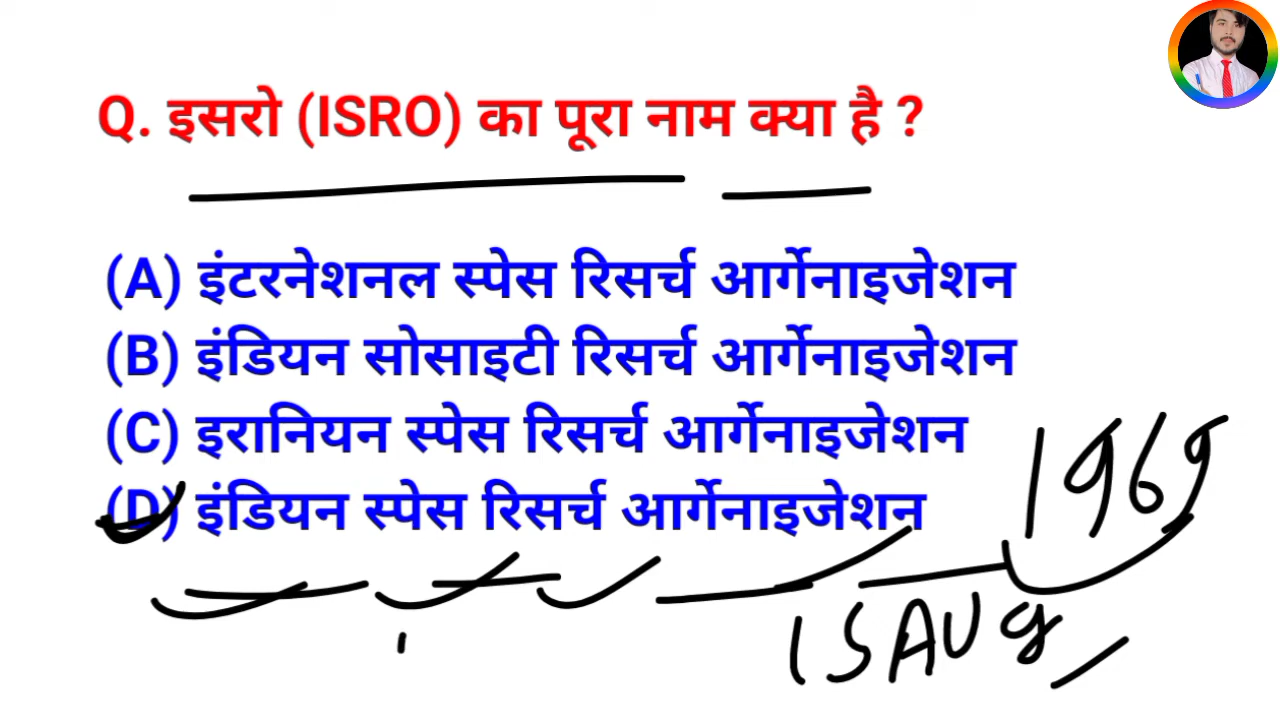 Q. इसरो (ISRO) का पूरा नाम क्या है ?
(A) इंटरनेशनल स्पेस रिसर्च आर्गेनाइजेशन
(B) इंडियन सोसाइटी रिसर्च आर्गेनाइजेशन
(C) इरानियन स्पेस रिसर्च आर्गेनाइजेशन
(D) इंडियन स्पेस रिसर्च आर्गेनाइजेशन
1969
15 AUG